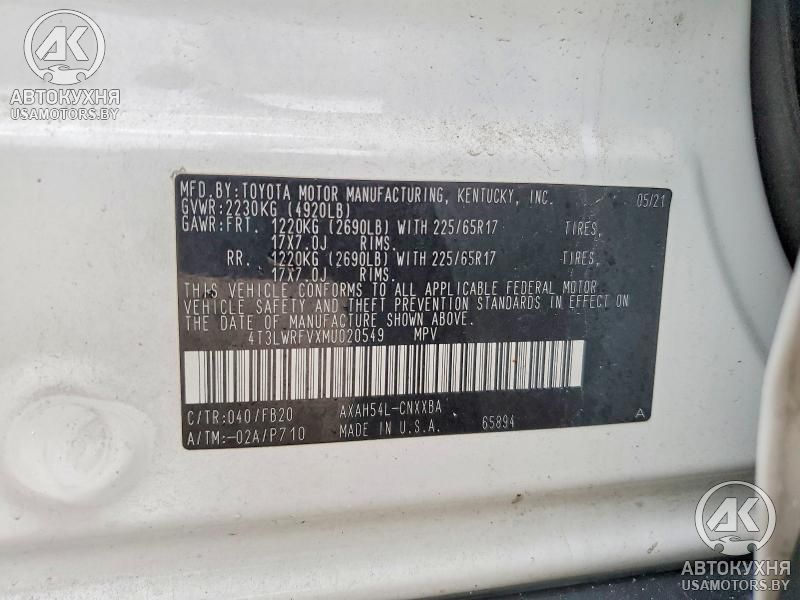 АК
АВТОКУХНЯ
USAMOTORS.BY
MFD. BY: TOYOTA MOTOR MANUFACTURING, KENTUCKY, INC. 05/21
GVWR: 2230KG (4920LB)
GAWR: FRT. 1220KG (2690LB) WITH 225/65R17 TIRES,
17X7.0J RIMS.
RR. 1220KG (2690LB) WITH 225/65R17 TIRES,
17X7.0J RIMS.
THIS VEHICLE CONFORMS TO ALL APPLICABLE FEDERAL MOTOR
VEHICLE SAFETY AND THEFT PREVENTION STANDARDS IN EFFECT ON
THE DATE OF MANUFACTURE SHOWN ABOVE.
4T3LWRFVXMU020549 MPV
C/TR: 040/FB20 AXAH54L-CNXXBA
A/TM: -02A/P710 MADE IN U.S.A. 65894 A
АК
АВТОКУХНЯ
USAMOTORS.BY